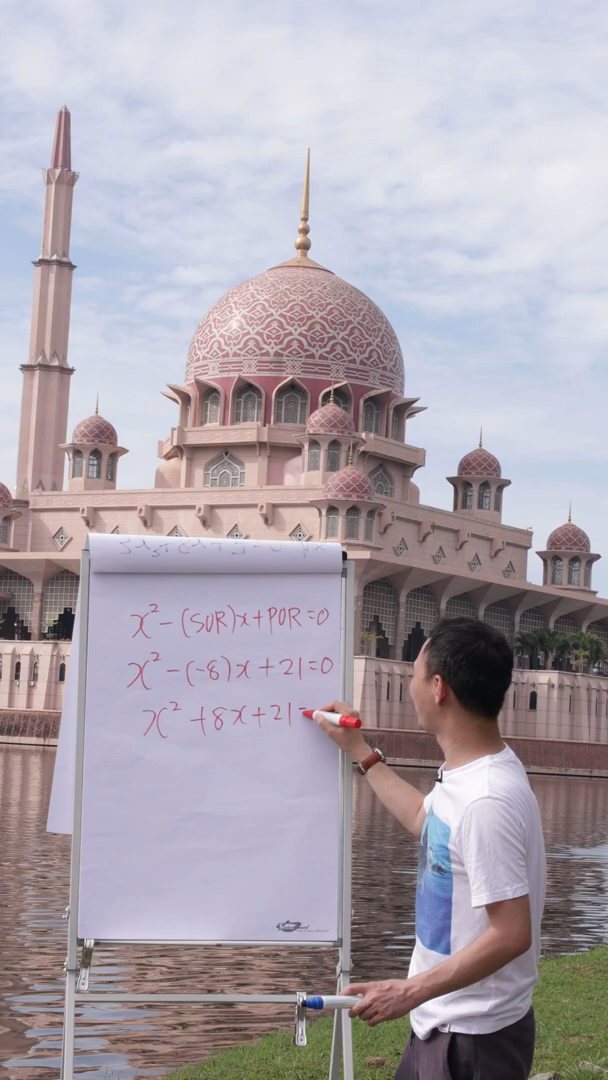 x² - (SOR)x + POR = 0
x² - (-8)x + 21 = 0
x² + 8x + 21 =